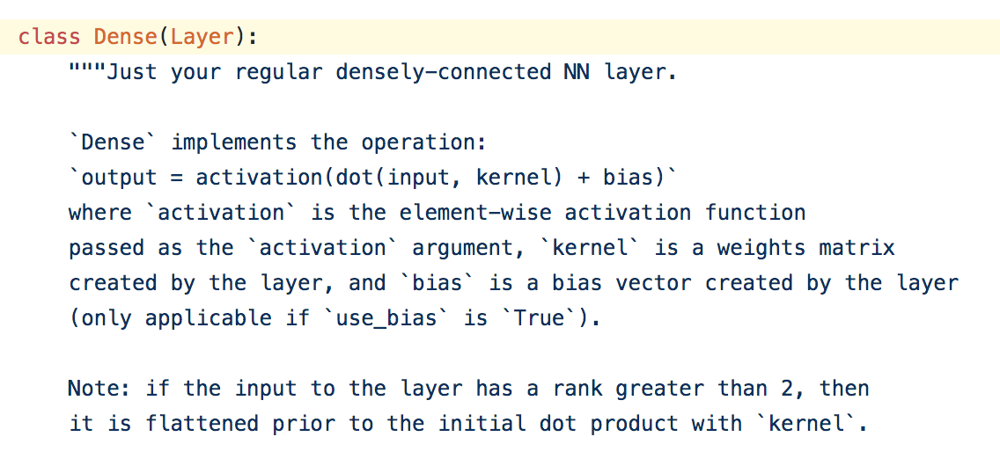 class Dense(Layer):
"""Just your regular densely-connected NN layer.
`Dense` implements the operation:
`output = activation(dot(input, kernel) + bias)`
where `activation` is the element-wise activation function
passed as the `activation` argument, `kernel` is a weights matrix
created by the layer, and `bias` is a bias vector created by the layer
(only applicable if `use_bias` is `True`).
Note: if the input to the layer has a rank greater than 2, then
it is flattened prior to the initial dot product with `kernel`.